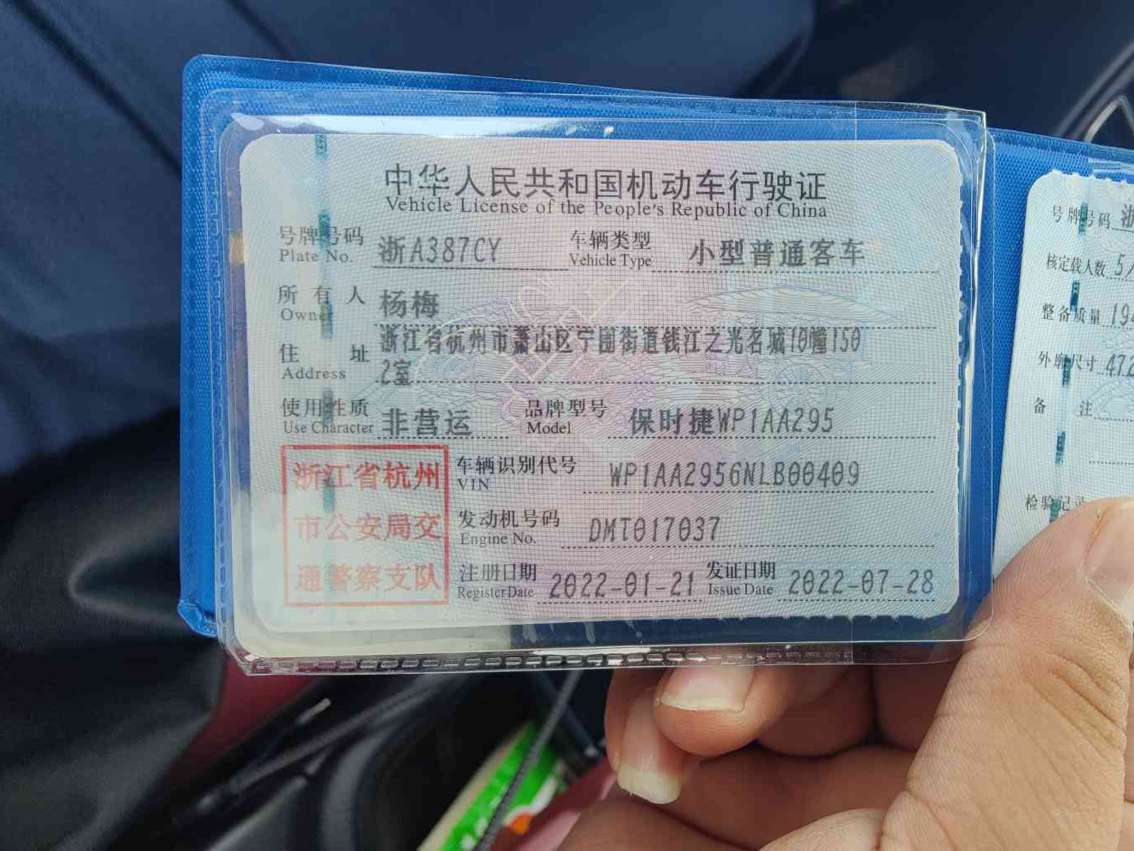 中华人民共和国机动车行驶证
Vehicle License of the People's Republic of China
号牌号码 浙A387CY 车辆类型 小型普通客车
Plate No. Vehicle Type
所有人 杨梅
Owner
住址 浙江省杭州市萧山区宁围街道钱江之光名城10幢150
Address 2室
使用性质 非营运 品牌型号 保时捷WP1AA295
Use Character Model
浙江省杭州
市公安局交
通警察支队
车辆识别代号 WP1AA2956NLB00409
VIN
发动机号码 DMT017037
Engine No.
注册日期 2022-01-21 发证日期 2022-07-28
Register Date Issue Date
号牌号码 浙
核定载人数 5
整备质量 194
外廓尺寸 472
备注
检验记录